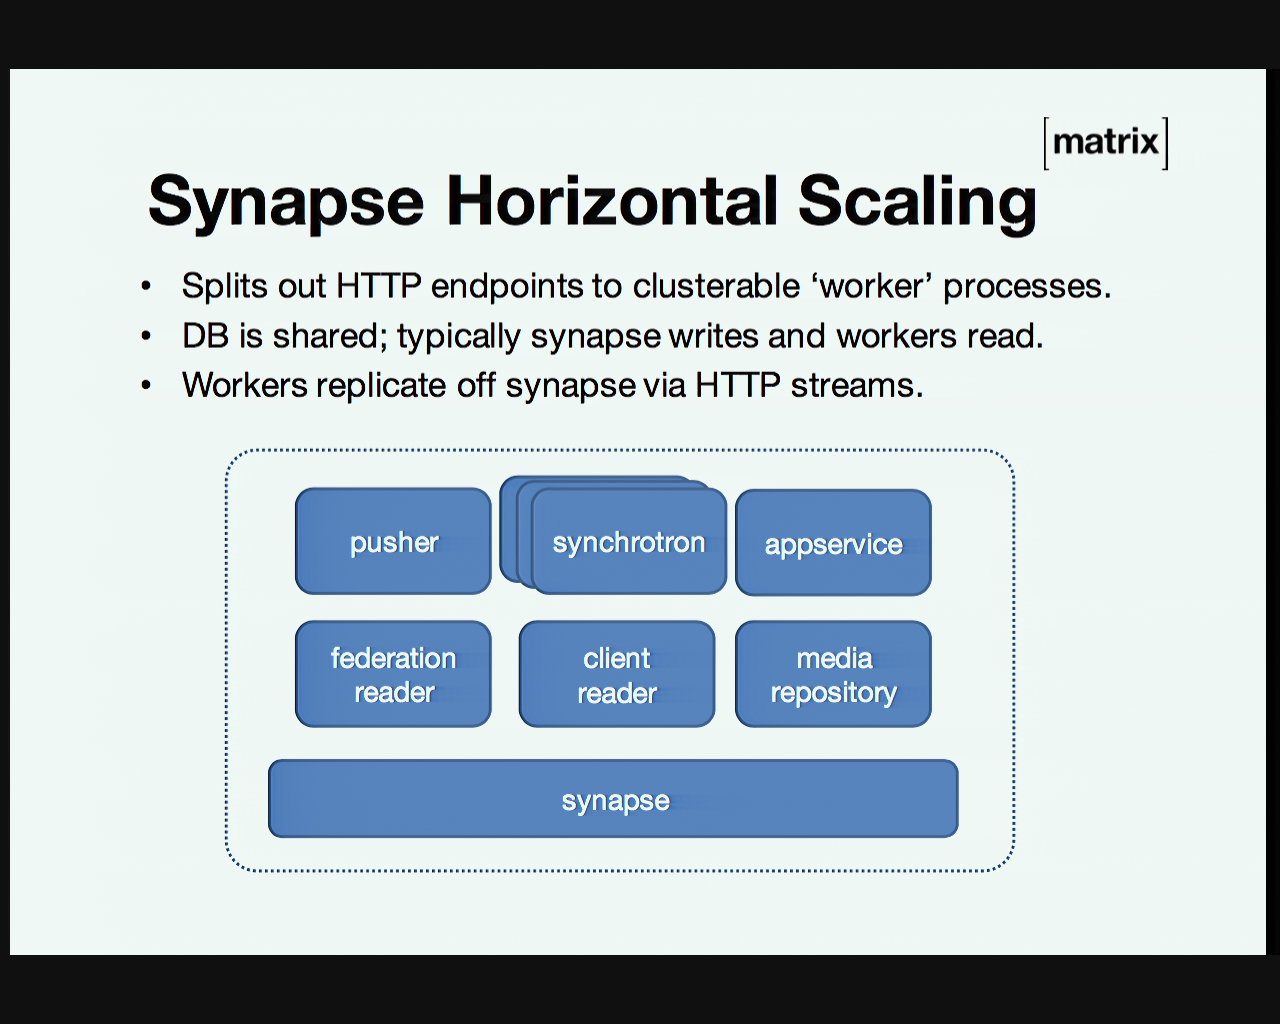 [matrix]
Synapse Horizontal Scaling
• Splits out HTTP endpoints to clusterable ‘worker’ processes.
• DB is shared; typically synapse writes and workers read.
• Workers replicate off synapse via HTTP streams.
pusher
synchrotron
appservice
federation
reader
client
reader
media
repository
synapse